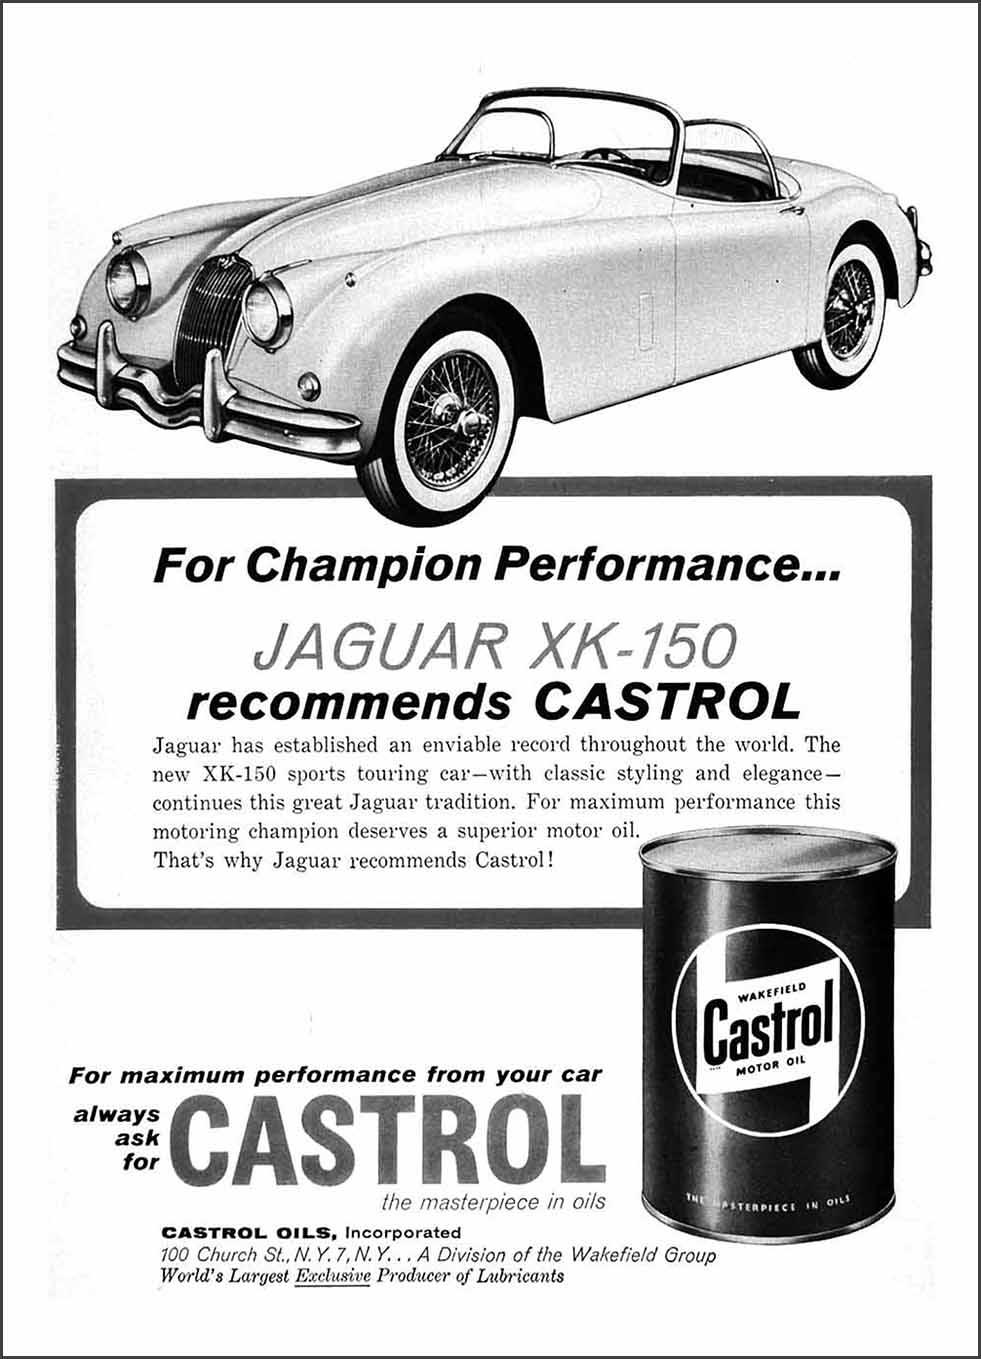 For Champion Performance...
JAGUAR XK-150
recommends CASTROL
Jaguar has established an enviable record throughout the world. The
new XK-150 sports touring car—with classic styling and elegance—
continues this great Jaguar tradition. For maximum performance this
motoring champion deserves a superior motor oil.
That's why Jaguar recommends Castrol!
WAKEFIELD
Castrol
MOTOR OIL
THE MASTERPIECE IN OILS
For maximum performance from your car
always
ask
for
CASTROL
the masterpiece in oils
CASTROL OILS, Incorporated
100 Church St., N. Y. 7, N. Y. . . A Division of the Wakefield Group
World's Largest Exclusive Producer of Lubricants